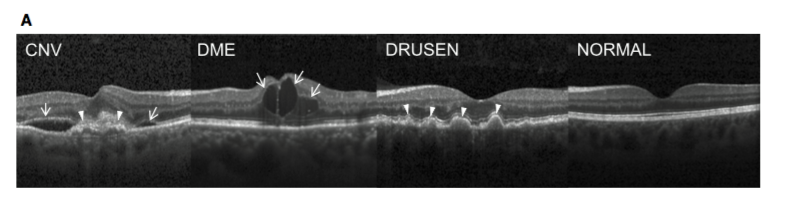 A
CNV
DME
DRUSEN
NORMAL